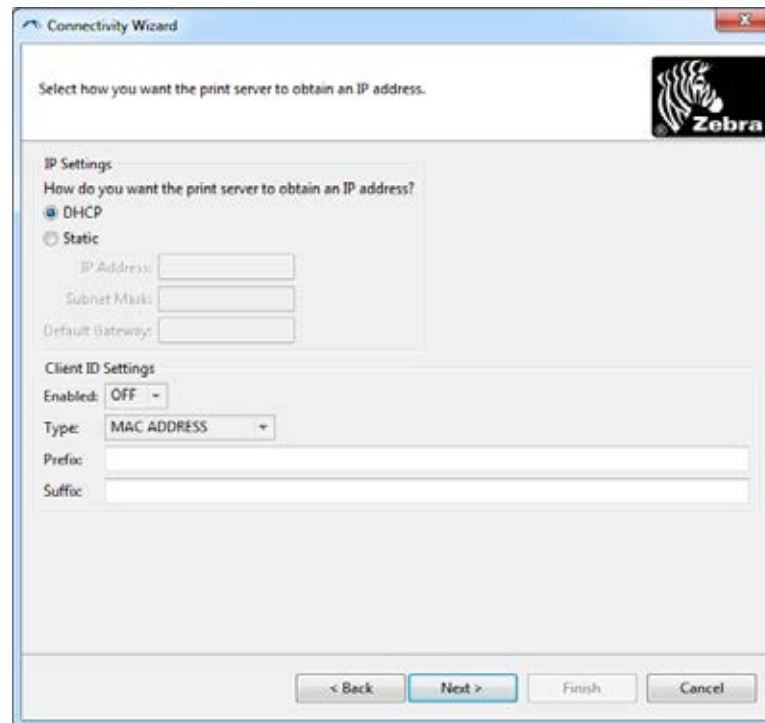 Connectivity Wizard
Select how you want the print server to obtain an IP address.
Zebra
IP Settings
How do you want the print server to obtain an IP address?
DHCP
Static
IP Address:
Subnet Mask:
Default Gateway:
Client ID Settings
Enabled: OFF
Type: MAC ADDRESS
Prefix:
Suffix:
< Back Next > Finish Cancel